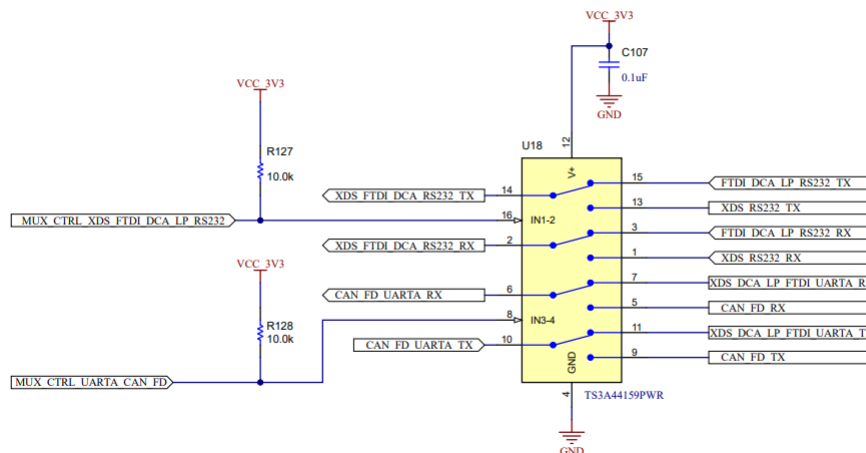 VCC_3V3
C107
0.1uF
GND
VCC_3V3
R127
10.0k
U18
12
V+
XDS_FTDI_DCA_RS232_TX
14
15
FTDI_DCA_LP_RS232_TX
MUX_CTRL_XDS_FTDI_DCA_LP_RS232
16
IN1-2
13
XDS_RS232_TX
XDS_FTDI_DCA_RS232_RX
2
3
FTDI_DCA_LP_RS232_RX
1
XDS_RS232_RX
VCC_3V3
7
XDS_DCA_LP_FTDI_UARTA_R
CAN_FD_UARTA_RX
6
5
CAN_FD_RX
R128
10.0k
8
IN3-4
11
XDS_DCA_LP_FTDI_UARTA_T
CAN_FD_UARTA_TX
10
9
CAN_FD_TX
GND
MUX_CTRL_UARTA_CAN_FD
4
TS3A44159PWR
GND